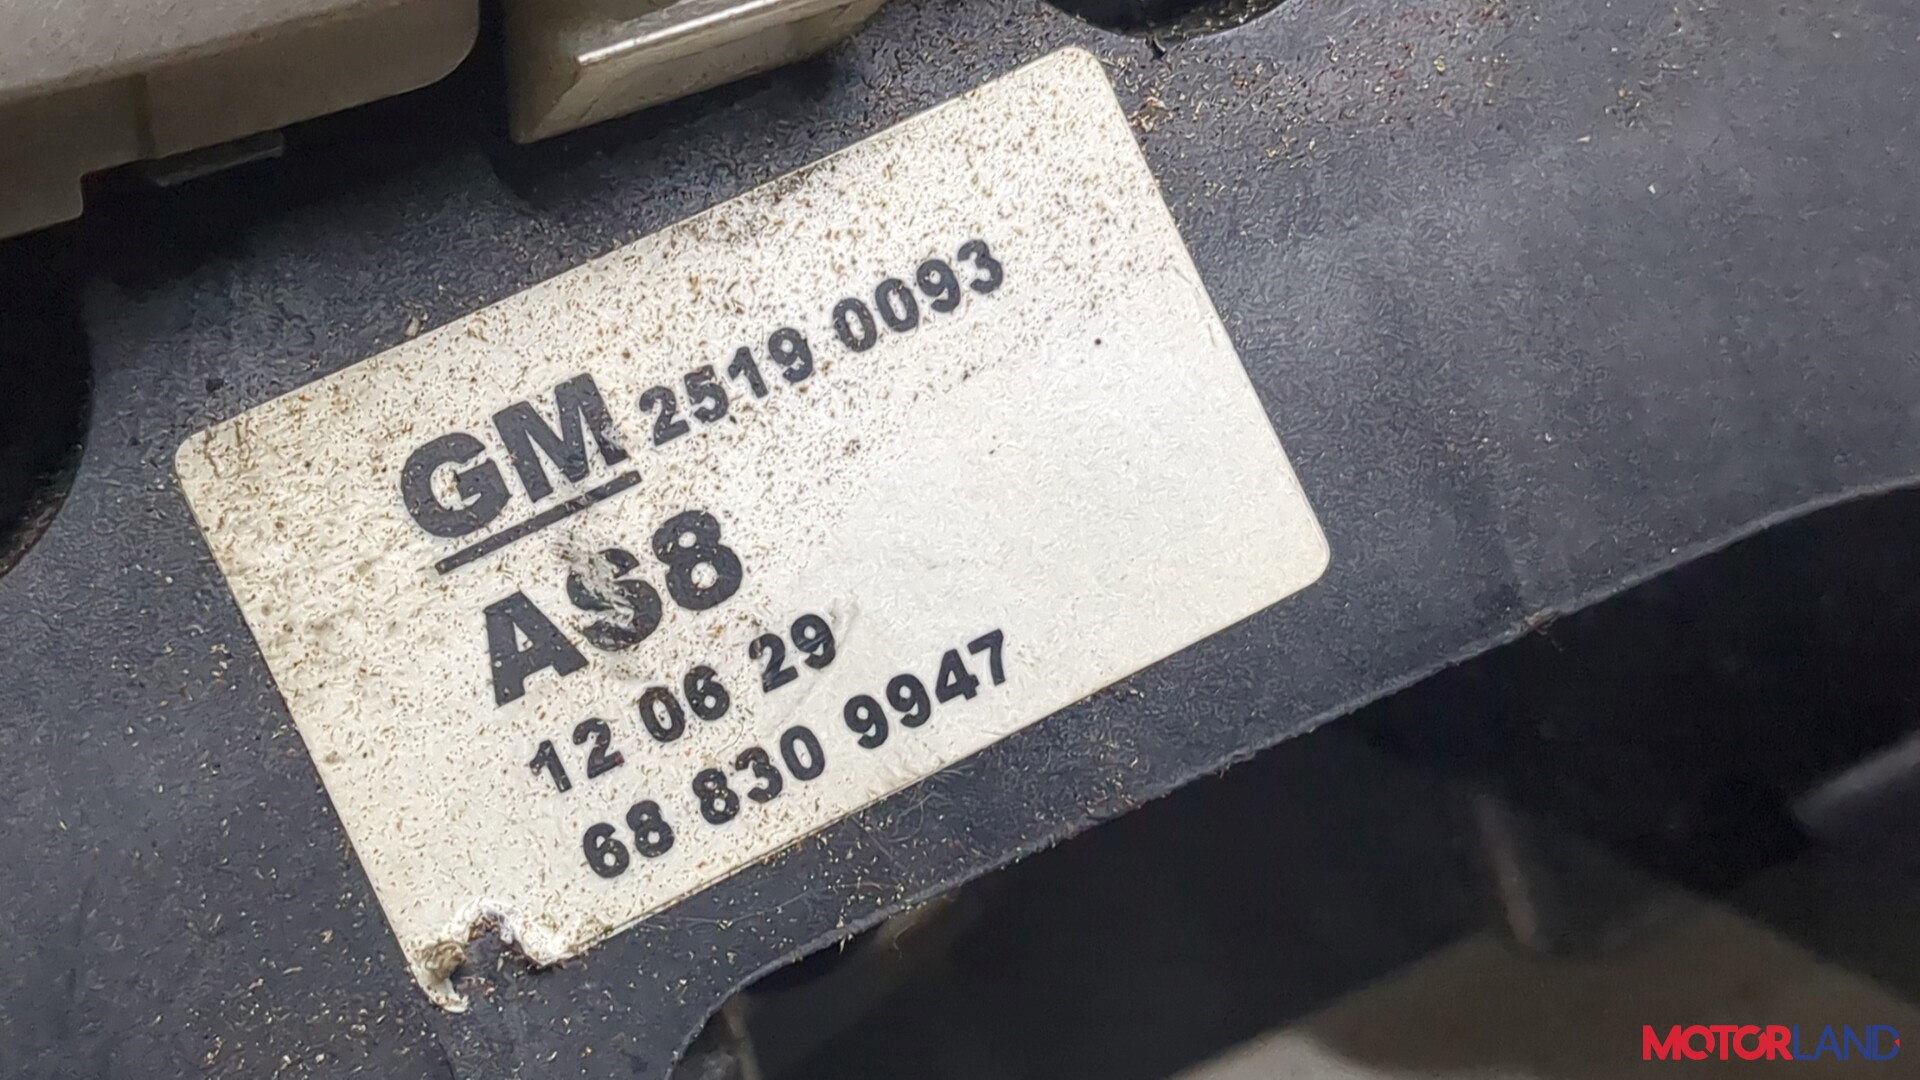 GM 2519 0093
AS8
12 06 29
68 830 9947
MOTORLAND